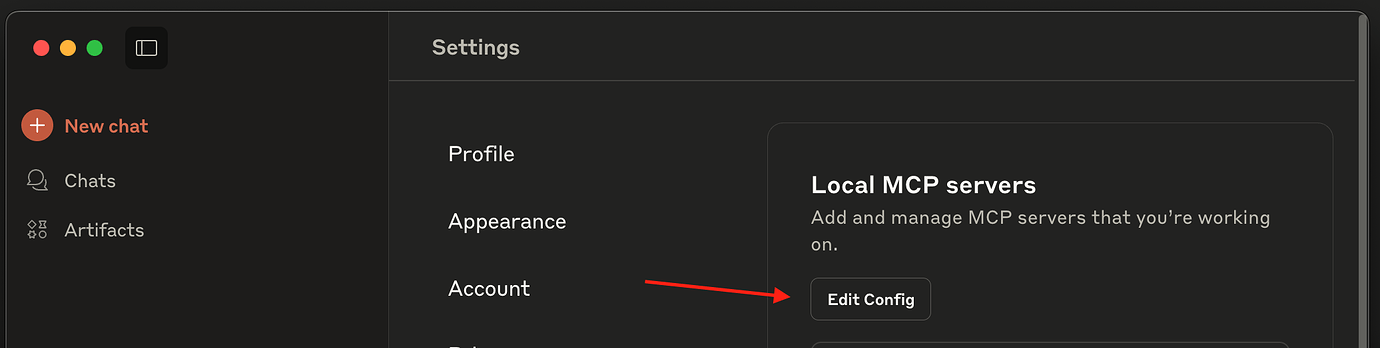 Settings
New chat
Chats
Artifacts
Profile
Appearance
Account
Local MCP servers
Add and manage MCP servers that you're working
on.
Edit Config